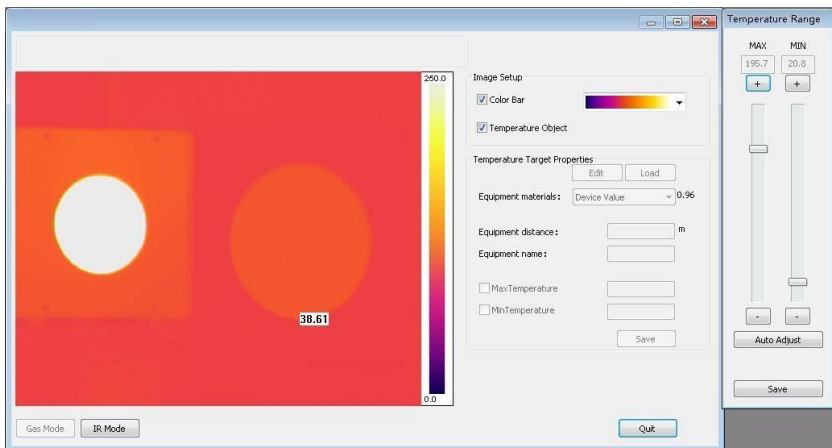 Temperature Range
MAX MIN
195.7 20.8
+ +
- -
Auto Adjust
Save
250.0
0.0
38.61
Image Setup
Color Bar
Temperature Object
Temperature Target Properties
Edit Load
Equipment materials: Device Value 0.96
Equipment distance: m
Equipment name:
MaxTemperature
MinTemperature
Save
Gas Mode IR Mode Quit